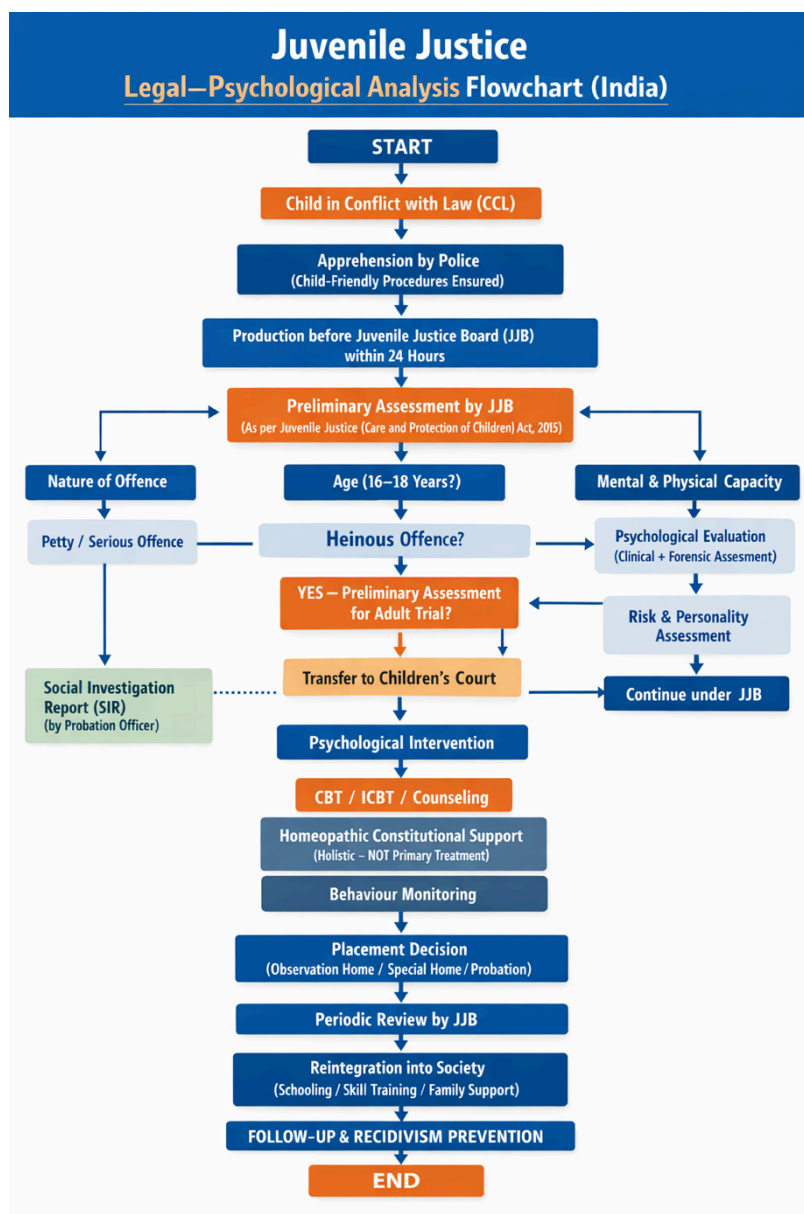 Juvenile Justice
Legal—Psychological Analysis Flowchart (India)
START
Child in Conflict with Law (CCL)
Apprehension by Police
(Child-Friendly Procedures Ensured)
Production before Juvenile Justice Board (JJB)
within 24 Hours
Preliminary Assessment by JJB
(As per Juvenile Justice (Care and Protection of Children) Act, 2015)
Nature of Offence
Age (16–18 Years?)
Mental & Physical Capacity
Petty / Serious Offence
Heinous Offence?
Psychological Evaluation
(Clinical + Forensic Assesment)
YES — Preliminary Assessment
for Adult Trial?
Risk & Personality
Assessment
Social Investigation
Report (SIR)
(by Probation Officer)
Transfer to Children's Court
Continue under JJB
Psychological Intervention
CBT / ICBT / Counseling
Homeopathic Constitutional Support
(Holistic – NOT Primary Treatment)
Behaviour Monitoring
Placement Decision
(Observation Home / Special Home / Probation)
Periodic Review by JJB
Reintegration into Society
(Schooling / Skill Training / Family Support)
FOLLOW-UP & RECIDIVISM PREVENTION
END